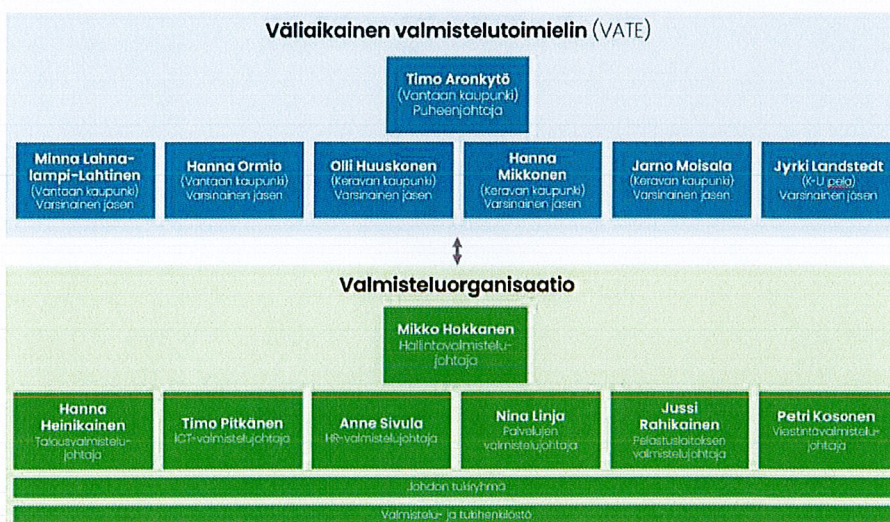 Väliaikainen valmistelutoimielin (VATE)
Timo Aronkytö
(Vantaan kaupunki)
Puheenjohtaja
Minna Lahna-
lampi-Lahtinen
(Vantaan kaupunki)
Varsinainen jäsen
Hanna Ormio
(Vantaan kaupunki)
Varsinainen jäsen
Olli Huuskonen
(Keravan kaupunki)
Varsinainen jäsen
Hanna
Mikkonen
(Keravan kaupunki)
Varsinainen jäsen
Jarno Moisala
(Keravan kaupunki)
Varsinainen jäsen
Jyrki Landstedt
(K-U pela)
Varsinainen jäsen
Valmisteluorganisaatio
Mikko Hokkanen
Hallintovalmistelu-
johtaja
Hanna
Heinikainen
Talousvalmistelu-
johtaja
Timo Pitkänen
ICT-valmistelujohtaja
Anne Sivula
HR-valmistelujohtaja
Nina Linja
Palvelujen
valmistelujohtaja
Jussi
Rahikainen
Pelastuslaitoksen
valmistelujohtaja
Petri Kosonen
Viestintävalmistelu-
johtaja
Johdon tukiryhmä
Valmistelu- ja tukihenkilöstö